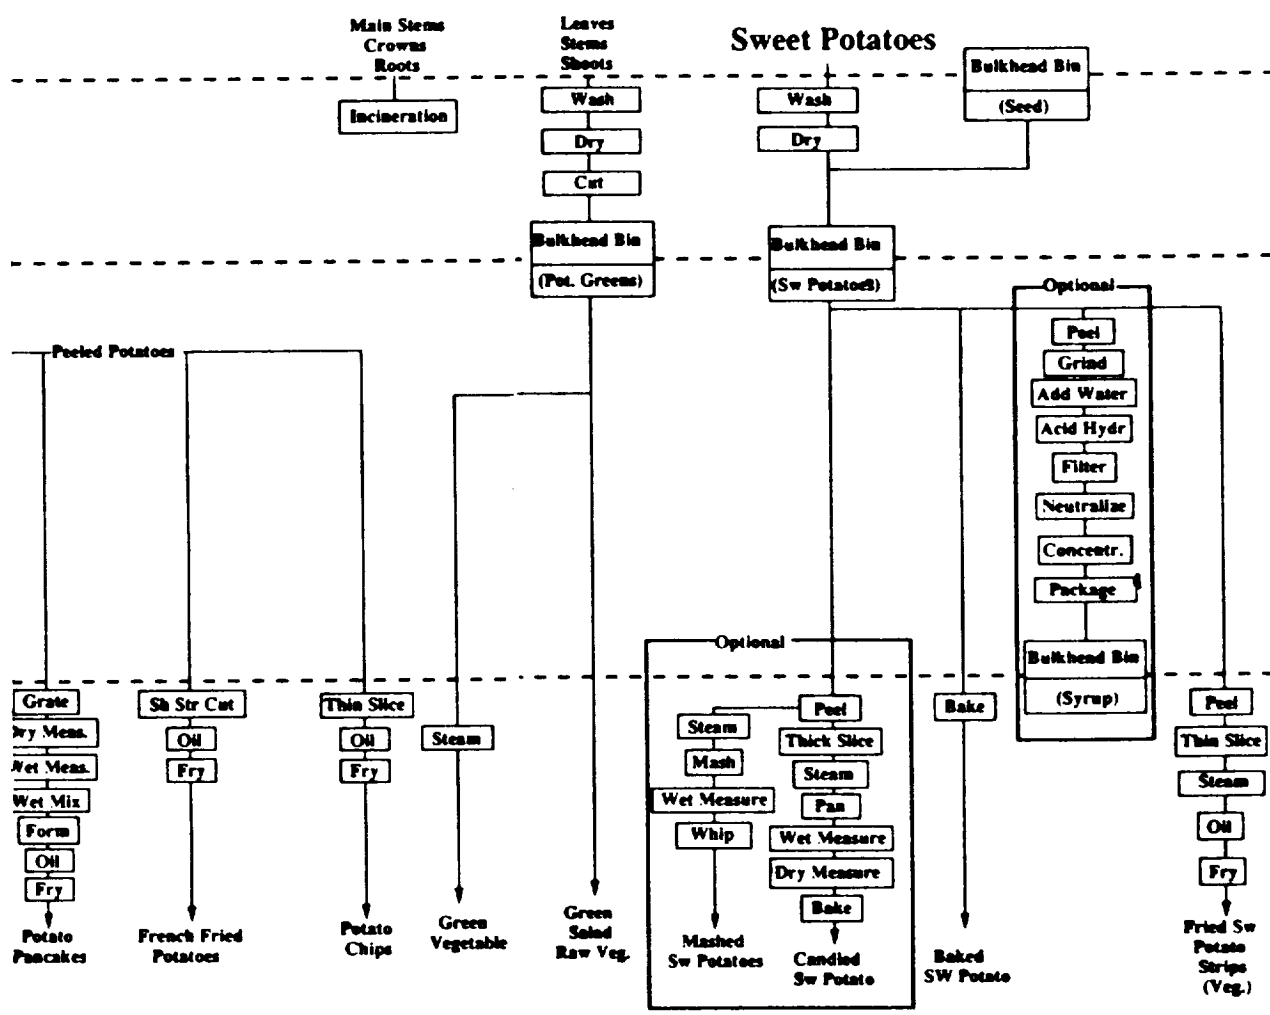 Main Stems
Crowns
Roots
Incineration
Leaves
Stems
Shoots
Wash
Dry
Cut
Bulkhead Bin
(Pot. Greens)
Sweet Potatoes
Wash
Dry
Bulkhead Bin
(Seed)
Bulkhead Bin
(Sw Potatoes)
Peeled Potatoes
Grate
Dry Meas.
Wet Meas.
Wet Mix
Form
Oil
Fry
Potato
Pancakes
Sh Str Cut
Oil
Fry
French Fried
Potatoes
Thin Slice
Oil
Fry
Potato
Chips
Steam
Green
Vegetable
Green
Salad
Raw Veg.
Optional
Steam
Mash
Wet Measure
Whip
Mashed
Sw Potatoes
Peel
Thick Slice
Steam
Pan
Wet Measure
Dry Measure
Bake
Candied
Sw Potato
Bake
Baked
SW Potato
Optional
Peel
Grind
Add Water
Acid Hydr
Filter
Neutralize
Concentr.
Package
Bulkhead Bin
(Syrup)
Peel
Thin Slice
Steam
Oil
Fry
Fried Sw
Potato
Strips
(Veg.)